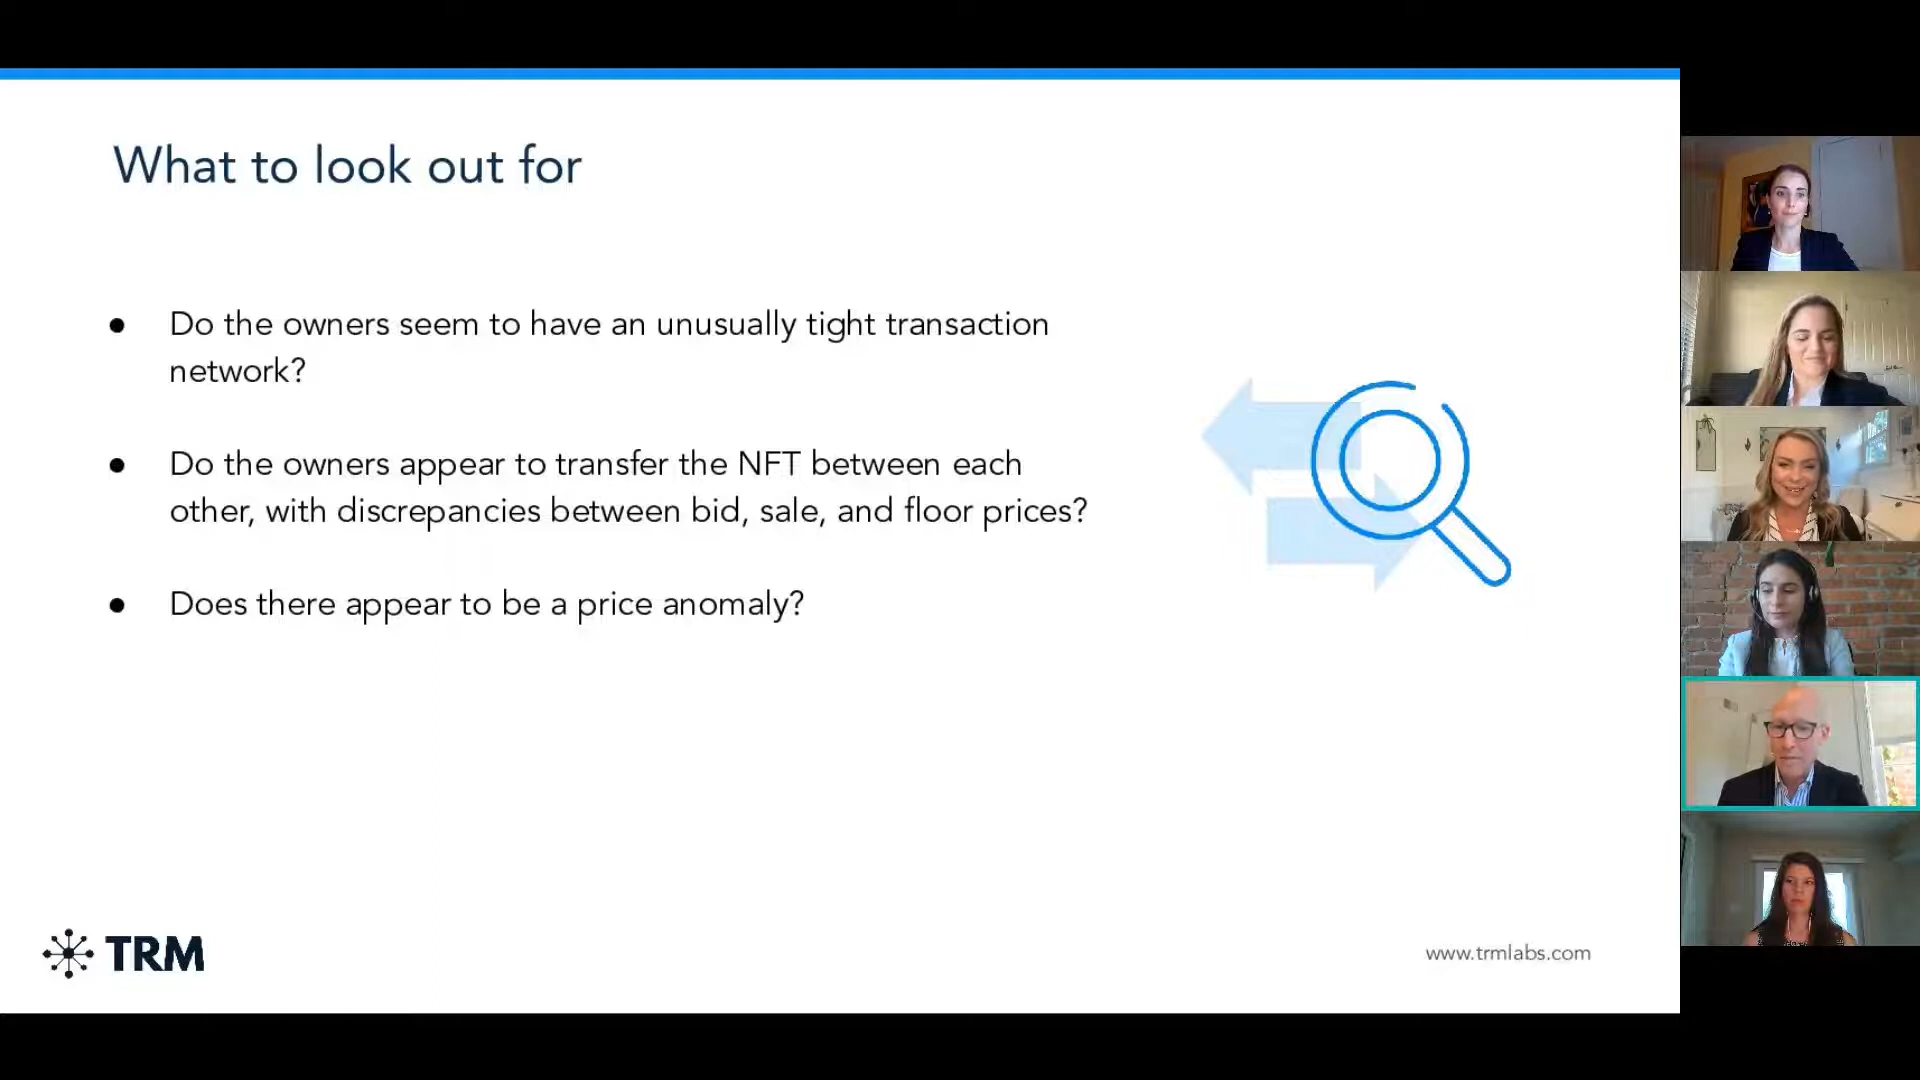 What to look out for
● Do the owners seem to have an unusually tight transaction
network?
● Do the owners appear to transfer the NFT between each
other, with discrepancies between bid, sale, and floor prices?
● Does there appear to be a price anomaly?
TRM
www.trmlabs.com